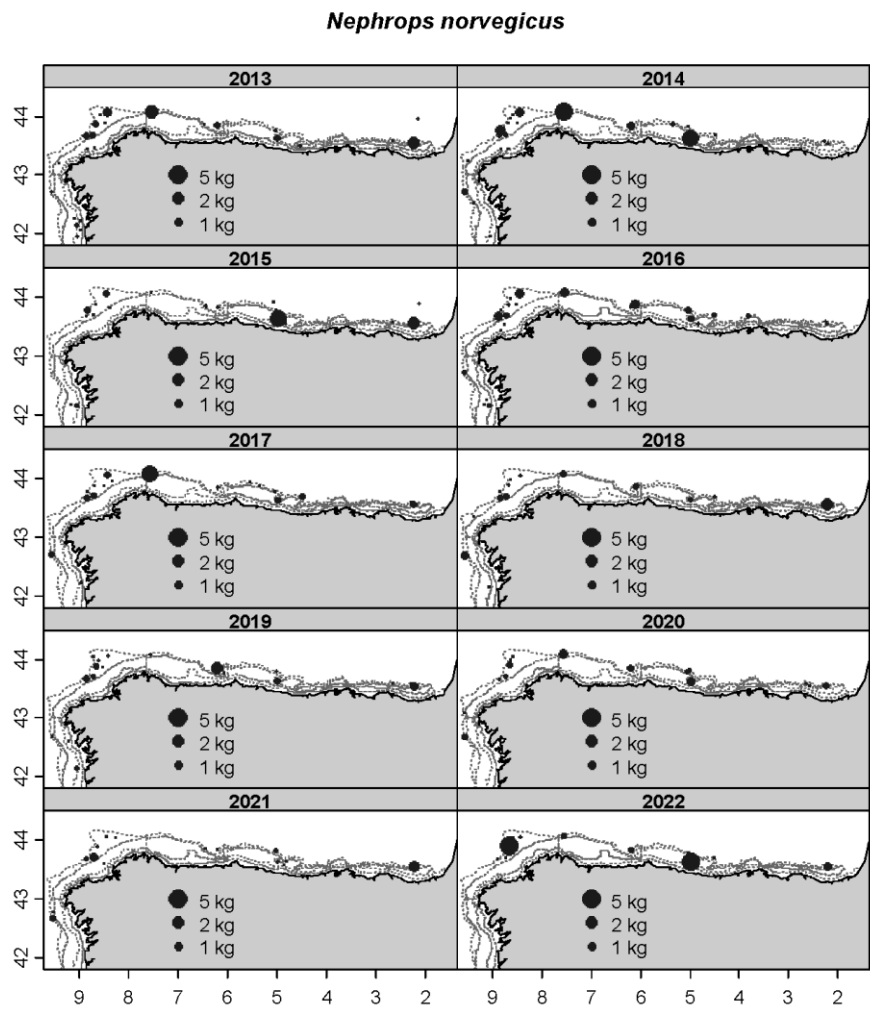 Nephrops norvegicus
2013 2014
44
43
42
5 kg 5 kg
2 kg 2 kg
1 kg 1 kg
2015 2016
44
43
42
5 kg 5 kg
2 kg 2 kg
1 kg 1 kg
2017 2018
44
43
42
5 kg 5 kg
2 kg 2 kg
1 kg 1 kg
2019 2020
44
43
42
5 kg 5 kg
2 kg 2 kg
1 kg 1 kg
2021 2022
44
43
42
5 kg 5 kg
2 kg 2 kg
1 kg 1 kg
9 8 7 6 5 4 3 2 9 8 7 6 5 4 3 2